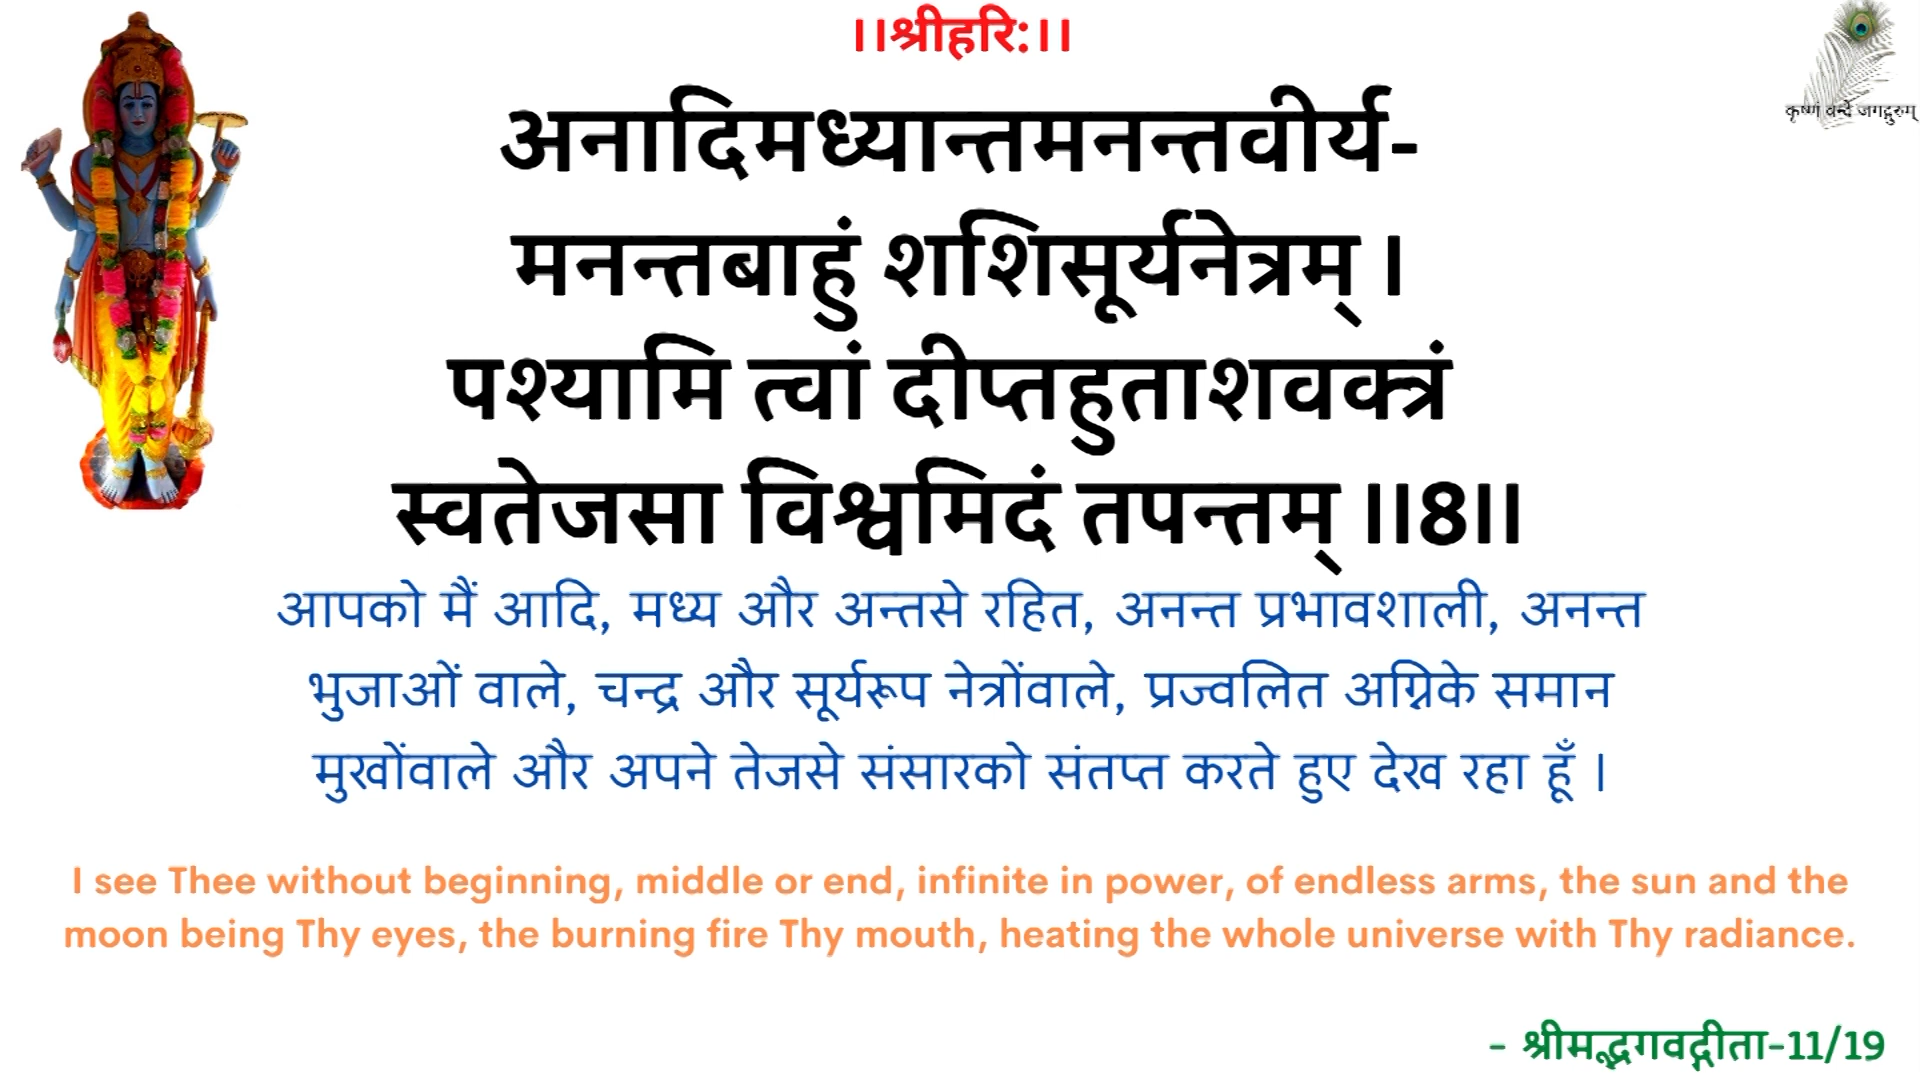 ।।श्रीहरि:।।
कृष्णं वन्दे जगद्गुरुम्
अनादिमध्यान्तमनन्तवीर्य-
मनन्तबाहुं शशिसूर्यनेत्रम् ।
पश्यामि त्वां दीप्तहुताशवक्त्रं
स्वतेजसा विश्वमिदं तपन्तम् ।।8।।
आपको मैं आदि, मध्य और अन्तसे रहित, अनन्त प्रभावशाली, अनन्त
भुजाओं वाले, चन्द्र और सूर्यरूप नेत्रोंवाले, प्रज्वलित अग्निके समान
मुखोंवाले और अपने तेजसे संसारको संतप्त करते हुए देख रहा हूँ ।
I see Thee without beginning, middle or end, infinite in power, of endless arms, the sun and the
moon being Thy eyes, the burning fire Thy mouth, heating the whole universe with Thy radiance.
- श्रीमद्भगवद्गीता-11/19